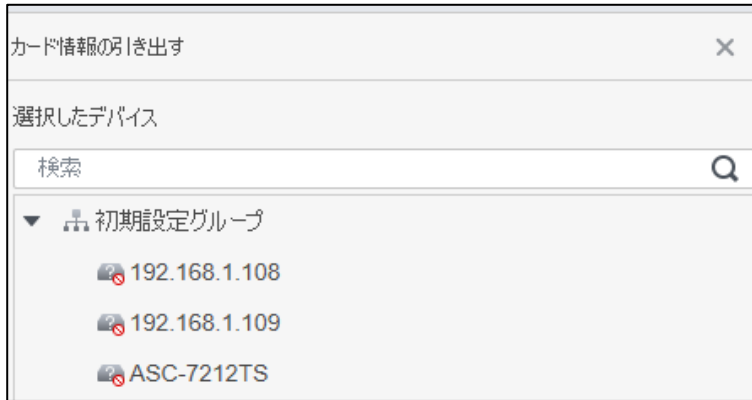 カード情報の引き出す
選択したデバイス
検索
初期設定グループ
192.168.1.108
192.168.1.109
ASC-7212TS